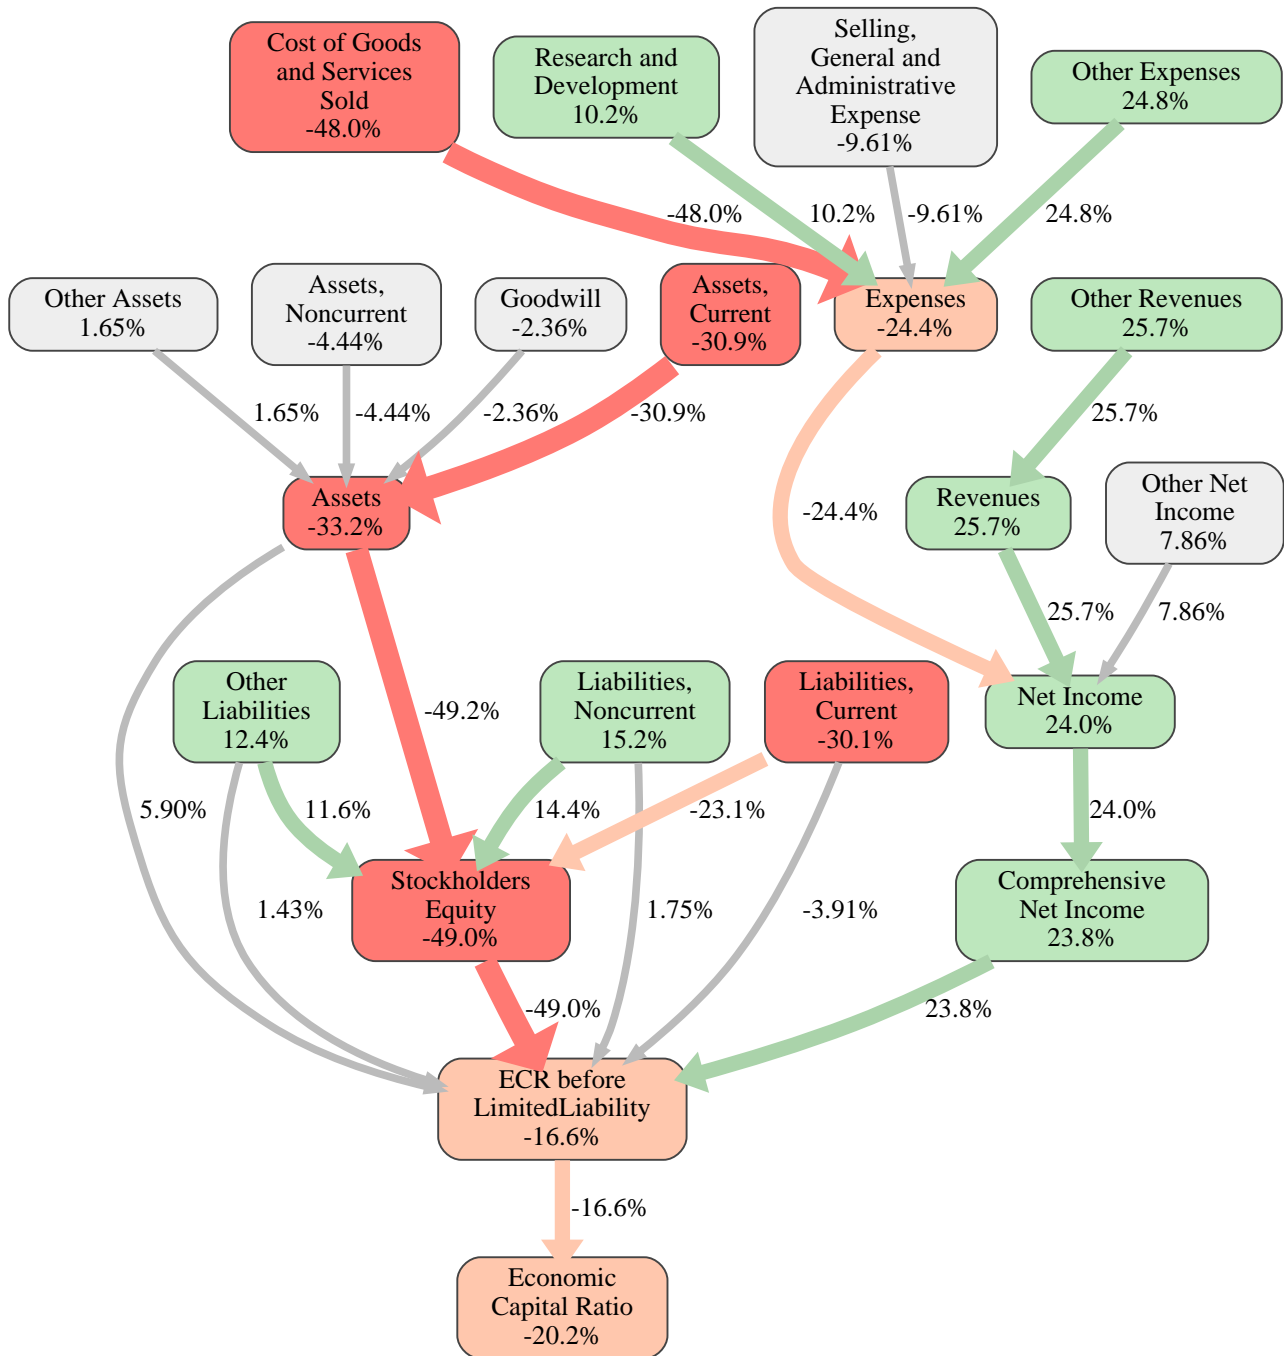 Cost of Goods
and Services
Sold
-48.0%
Research and
Development
10.2%
Selling,
General and
Administrative
Expense
-9.61%
Other Expenses
24.8%
-48.0%
10.2%
-9.61%
24.8%
Other Assets
1.65%
Assets,
Noncurrent
-4.44%
Goodwill
-2.36%
Assets,
Current
-30.9%
Expenses
-24.4%
Other Revenues
25.7%
1.65%
-4.44%
-2.36%
-30.9%
25.7%
Assets
-33.2%
-24.4%
Revenues
25.7%
Other Net
Income
7.86%
25.7%
7.86%
Other
Liabilities
12.4%
-49.2%
Liabilities,
Noncurrent
15.2%
Liabilities,
Current
-30.1%
Net Income
24.0%
5.90%
11.6%
14.4%
-23.1%
24.0%
1.43%
Stockholders
Equity
-49.0%
1.75%
-3.91%
Comprehensive
Net Income
23.8%
-49.0%
23.8%
ECR before
LimitedLiability
-16.6%
-16.6%
Economic
Capital Ratio
-20.2%